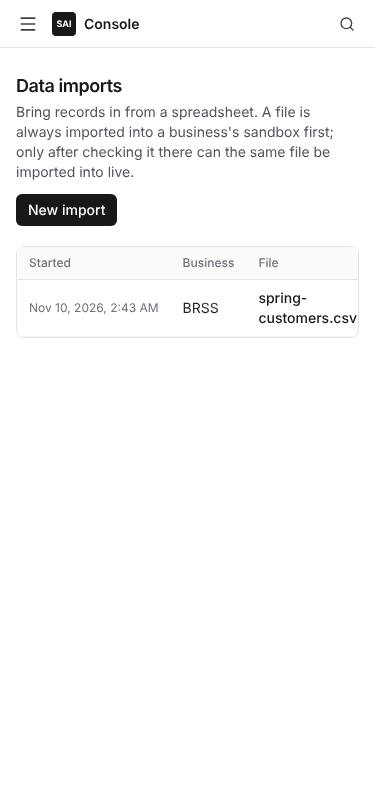 SAI Console
Data imports
Bring records in from a spreadsheet. A file is
always imported into a business's sandbox first;
only after checking it there can the same file be
imported into live.
New import
Started Business File
Nov 10, 2026, 2:43 AM BRSS spring-
customers.csv